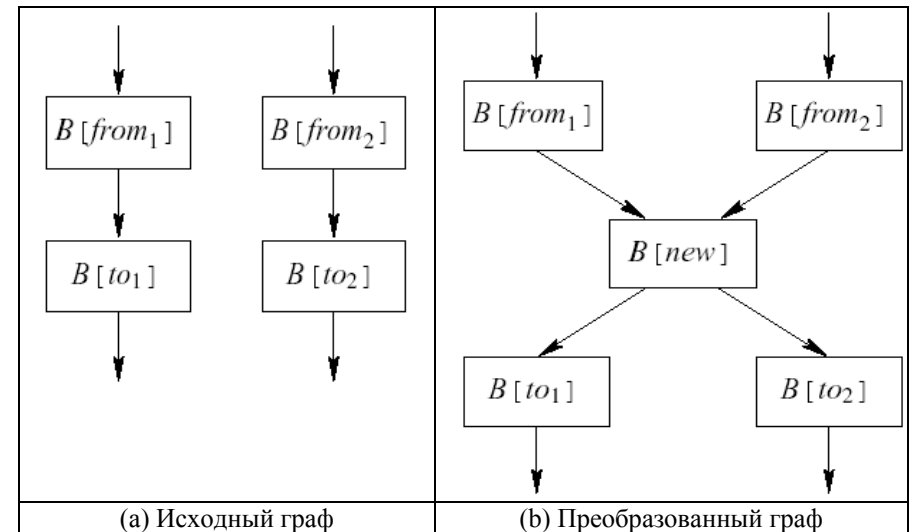 B[from₁]
B[from₂]
B[to₁]
B[to₂]
(a) Исходный граф
B[from₁]
B[from₂]
B[new]
B[to₁]
B[to₂]
(b) Преобразованный граф